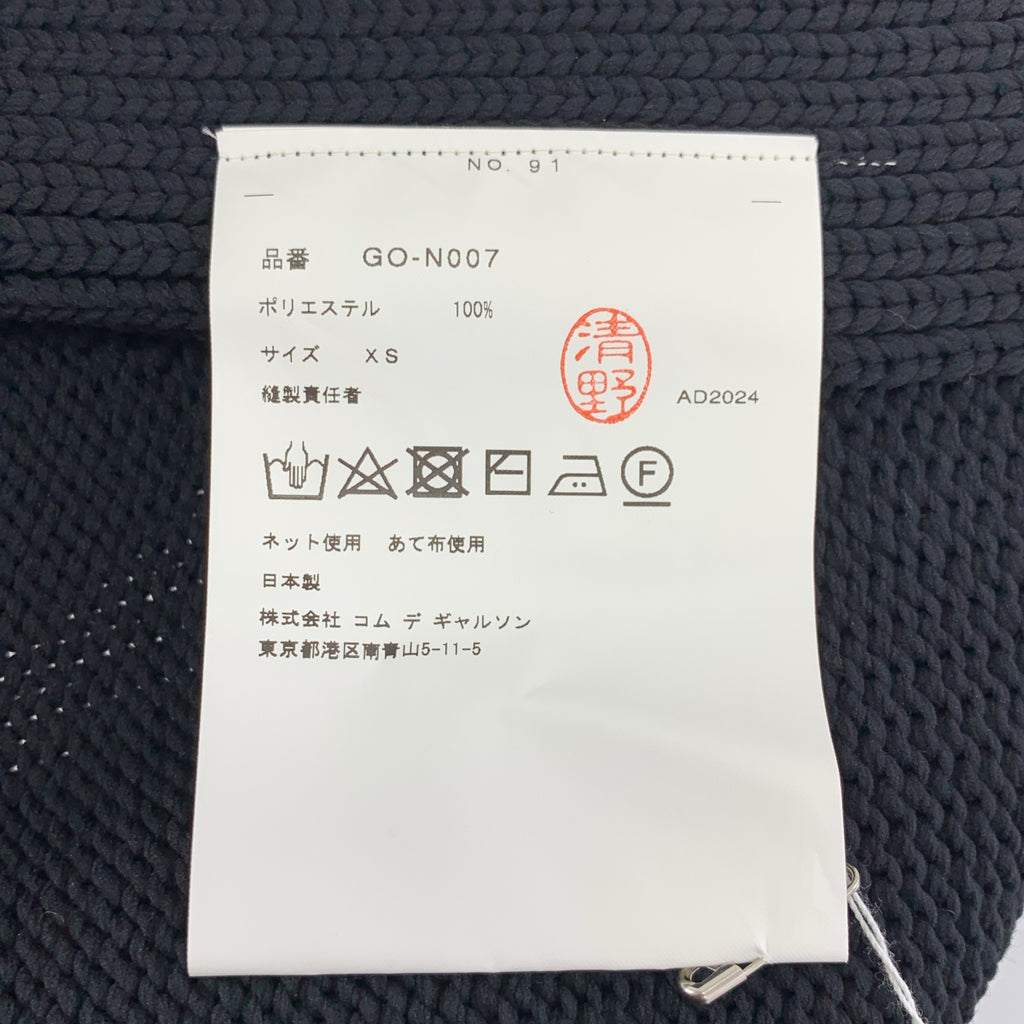 NO. 91
品番 GO-N007
ポリエステル 100%
サイズ XS
清野
縫製責任者 AD2024
F
ネット使用 あて布使用
日本製
株式会社 コム デ ギャルソン
東京都港区南青山5-11-5